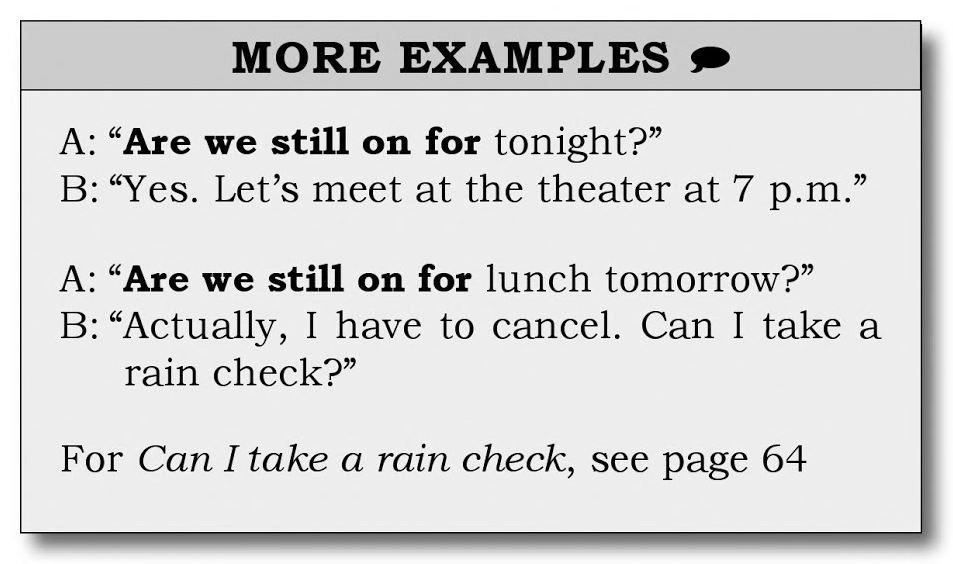 MORE EXAMPLES
A: “Are we still on for tonight?”
B: “Yes. Let’s meet at the theater at 7 p.m.”
A: “Are we still on for lunch tomorrow?”
B: “Actually, I have to cancel. Can I take a
rain check?”
For Can I take a rain check, see page 64